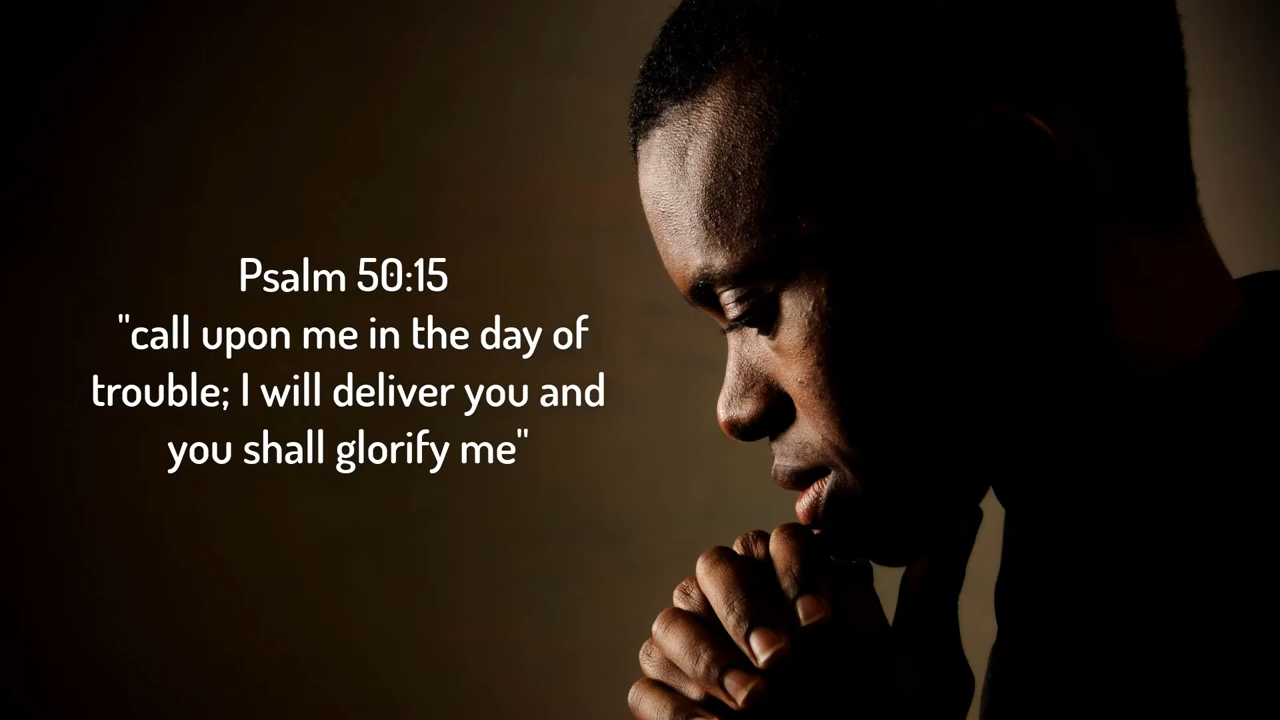 Psalm 50:15
"call upon me in the day of
trouble; I will deliver you and
you shall glorify me"